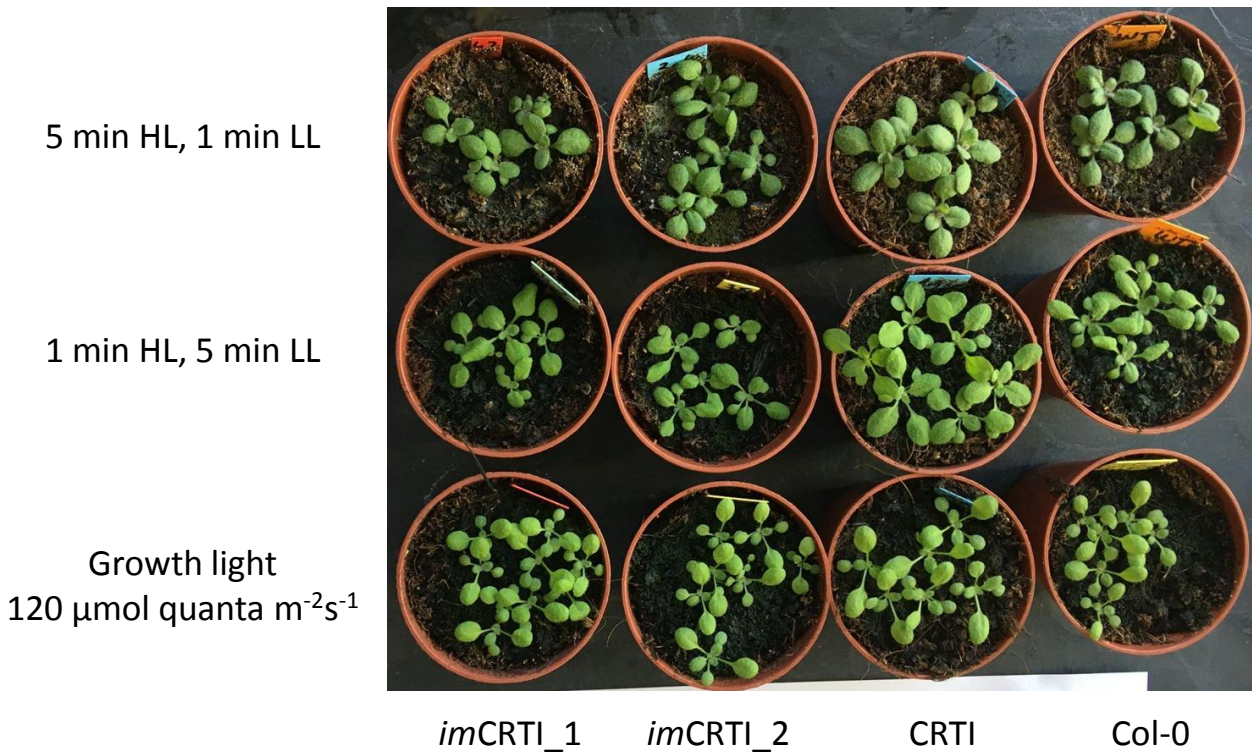 5 min HL, 1 min LL
1 min HL, 5 min LL
Growth light
120 µmol quanta m⁻²s⁻¹
imCRTI_1 imCRTI_2 CRTI Col-0